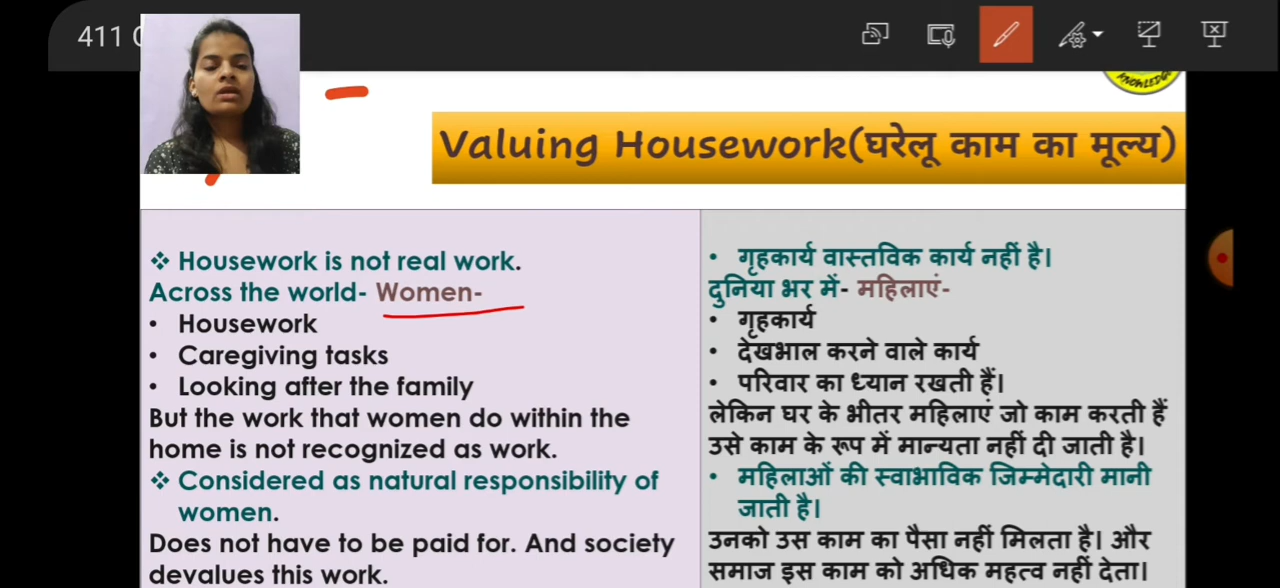 411
KNOWLEDGE
Valuing Housework(घरेलू काम का मूल्य)
❖ Housework is not real work.
Across the world- Women-
• Housework
• Caregiving tasks
• Looking after the family
But the work that women do within the
home is not recognized as work.
❖ Considered as natural responsibility of
women.
Does not have to be paid for. And society
devalues this work.
• गृहकार्य वास्तविक कार्य नहीं है।
दुनिया भर में- महिलाएं-
• गृहकार्य
• देखभाल करने वाले कार्य
• परिवार का ध्यान रखती हैं।
लेकिन घर के भीतर महिलाएं जो काम करती हैं
उसे काम के रूप में मान्यता नहीं दी जाती है।
• महिलाओं की स्वाभाविक जिम्मेदारी मानी
जाती है।
उनको उस काम का पैसा नहीं मिलता है। और
समाज इस काम को अधिक महत्व नहीं देता।